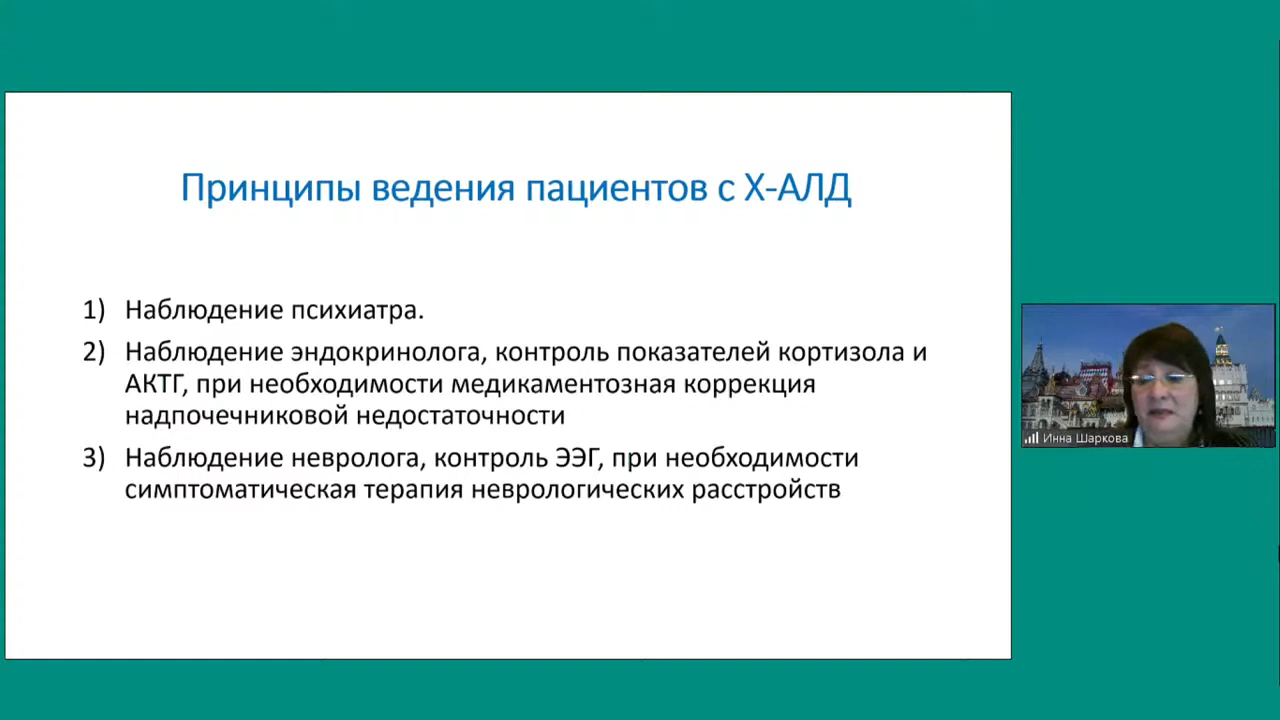 Принципы ведения пациентов с Х-АЛД
1) Наблюдение психиатра.
2) Наблюдение эндокринолога, контроль показателей кортизола и
АКТГ, при необходимости медикаментозная коррекция
надпочечниковой недостаточности
3) Наблюдение невролога, контроль ЭЭГ, при необходимости
симптоматическая терапия неврологических расстройств
Инна Шаркова